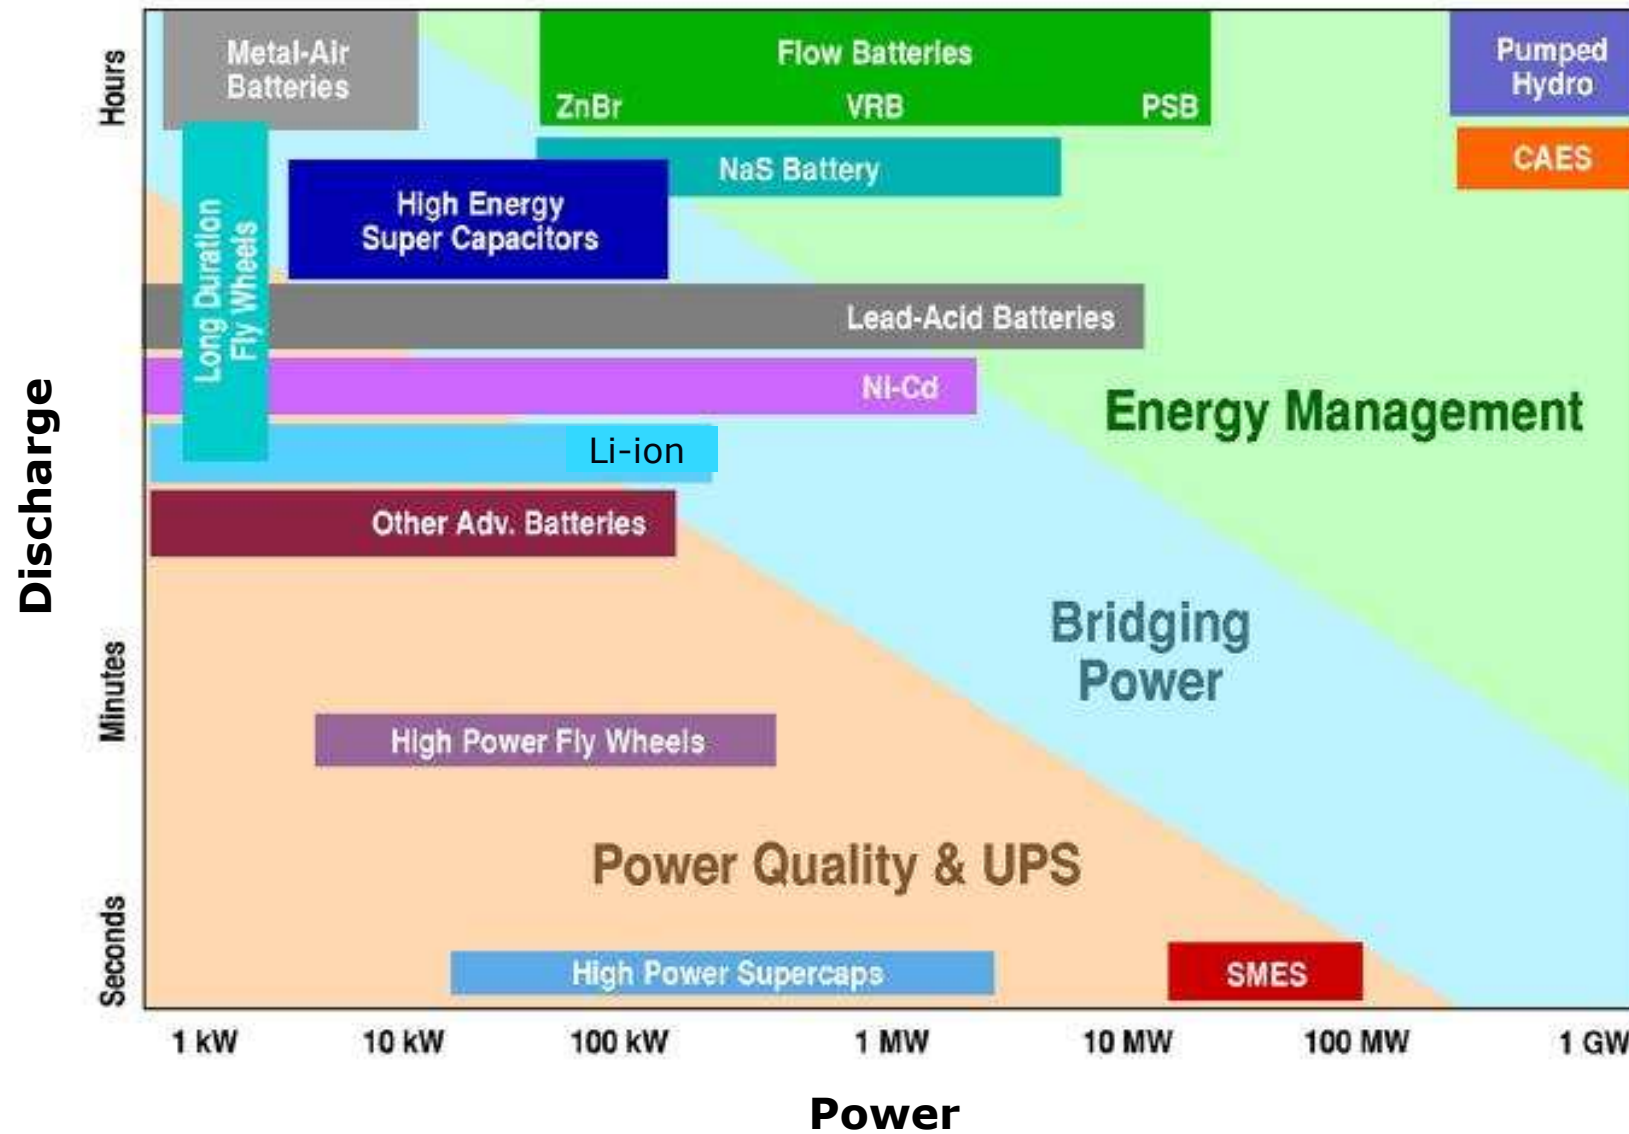 Metal-Air
Batteries
Flow Batteries
ZnBr
VRB
PSB
Pumped
Hydro
CAES
NaS Battery
High Energy
Super Capacitors
Long Duration
Fly Wheels
Lead-Acid Batteries
Ni-Cd
Li-ion
Other Adv. Batteries
Energy Management
Bridging
Power
High Power Fly Wheels
Power Quality & UPS
High Power Supercaps
SMES
Hours
Minutes
Seconds
Discharge
1 kW
10 kW
100 kW
1 MW
10 MW
100 MW
1 GW
Power